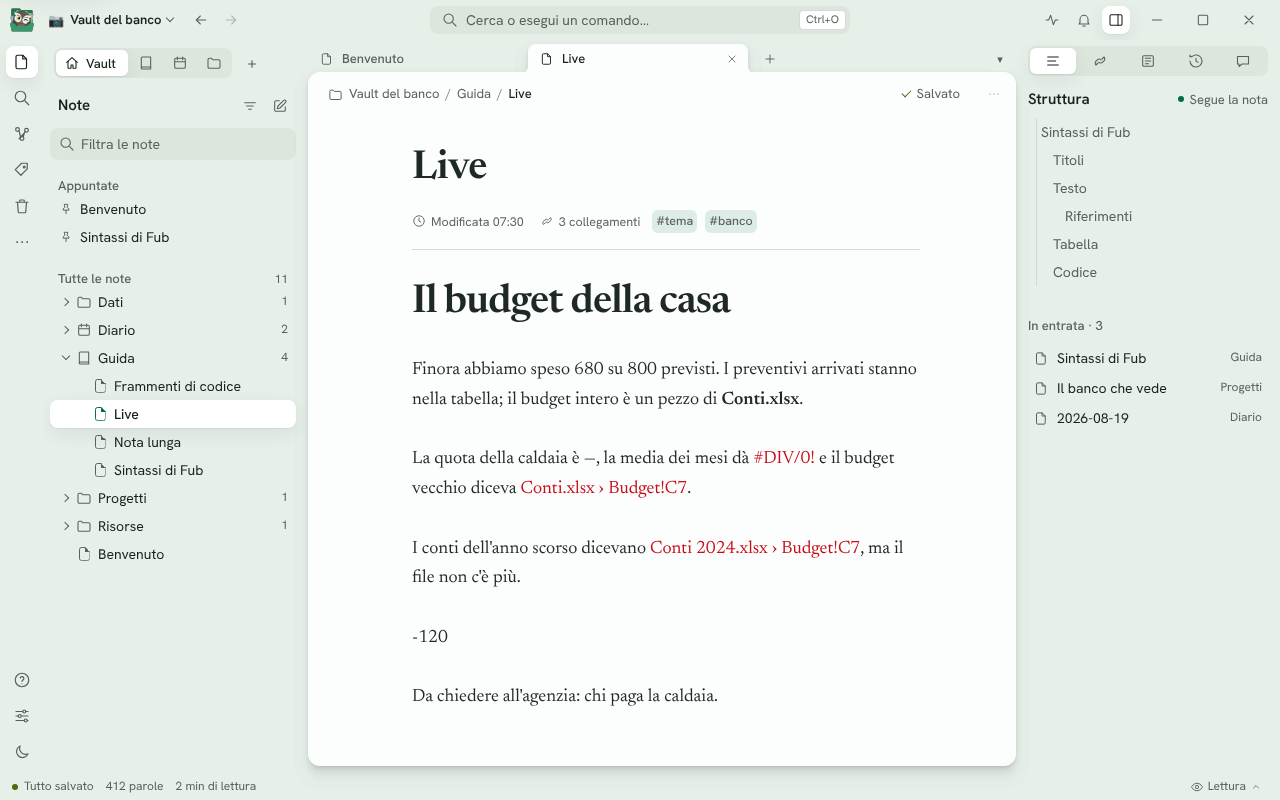 Vault del banco
Cerca o esegui un comando...
Ctrl+O
Vault
Note
Filtra le note
Appuntate
Benvenuto
Sintassi di Fub
Tutte le note 11
Dati 1
Diario 2
Guida 4
Frammenti di codice
Live
Nota lunga
Sintassi di Fub
Progetti 1
Risorse 1
Benvenuto
Benvenuto
Live
Vault del banco / Guida / Live
Salvato
Live
Modificata 07:30
3 collegamenti
#tema
#banco
Il budget della casa
Finora abbiamo speso 680 su 800 previsti. I preventivi arrivati stanno
nella tabella; il budget intero è un pezzo di Conti.xlsx.
La quota della caldaia è —, la media dei mesi dà #DIV/0! e il budget
vecchio diceva Conti.xlsx › Budget!C7.
I conti dell'anno scorso dicevano Conti 2024.xlsx › Budget!C7, ma il
file non c'è più.
-120
Da chiedere all'agenzia: chi paga la caldaia.
Struttura
Segue la nota
Sintassi di Fub
Titoli
Testo
Riferimenti
Tabella
Codice
In entrata · 3
Sintassi di Fub Guida
Il banco che vede Progetti
2026-08-19 Diario
Tutto salvato
412 parole
2 min di lettura
Lettura